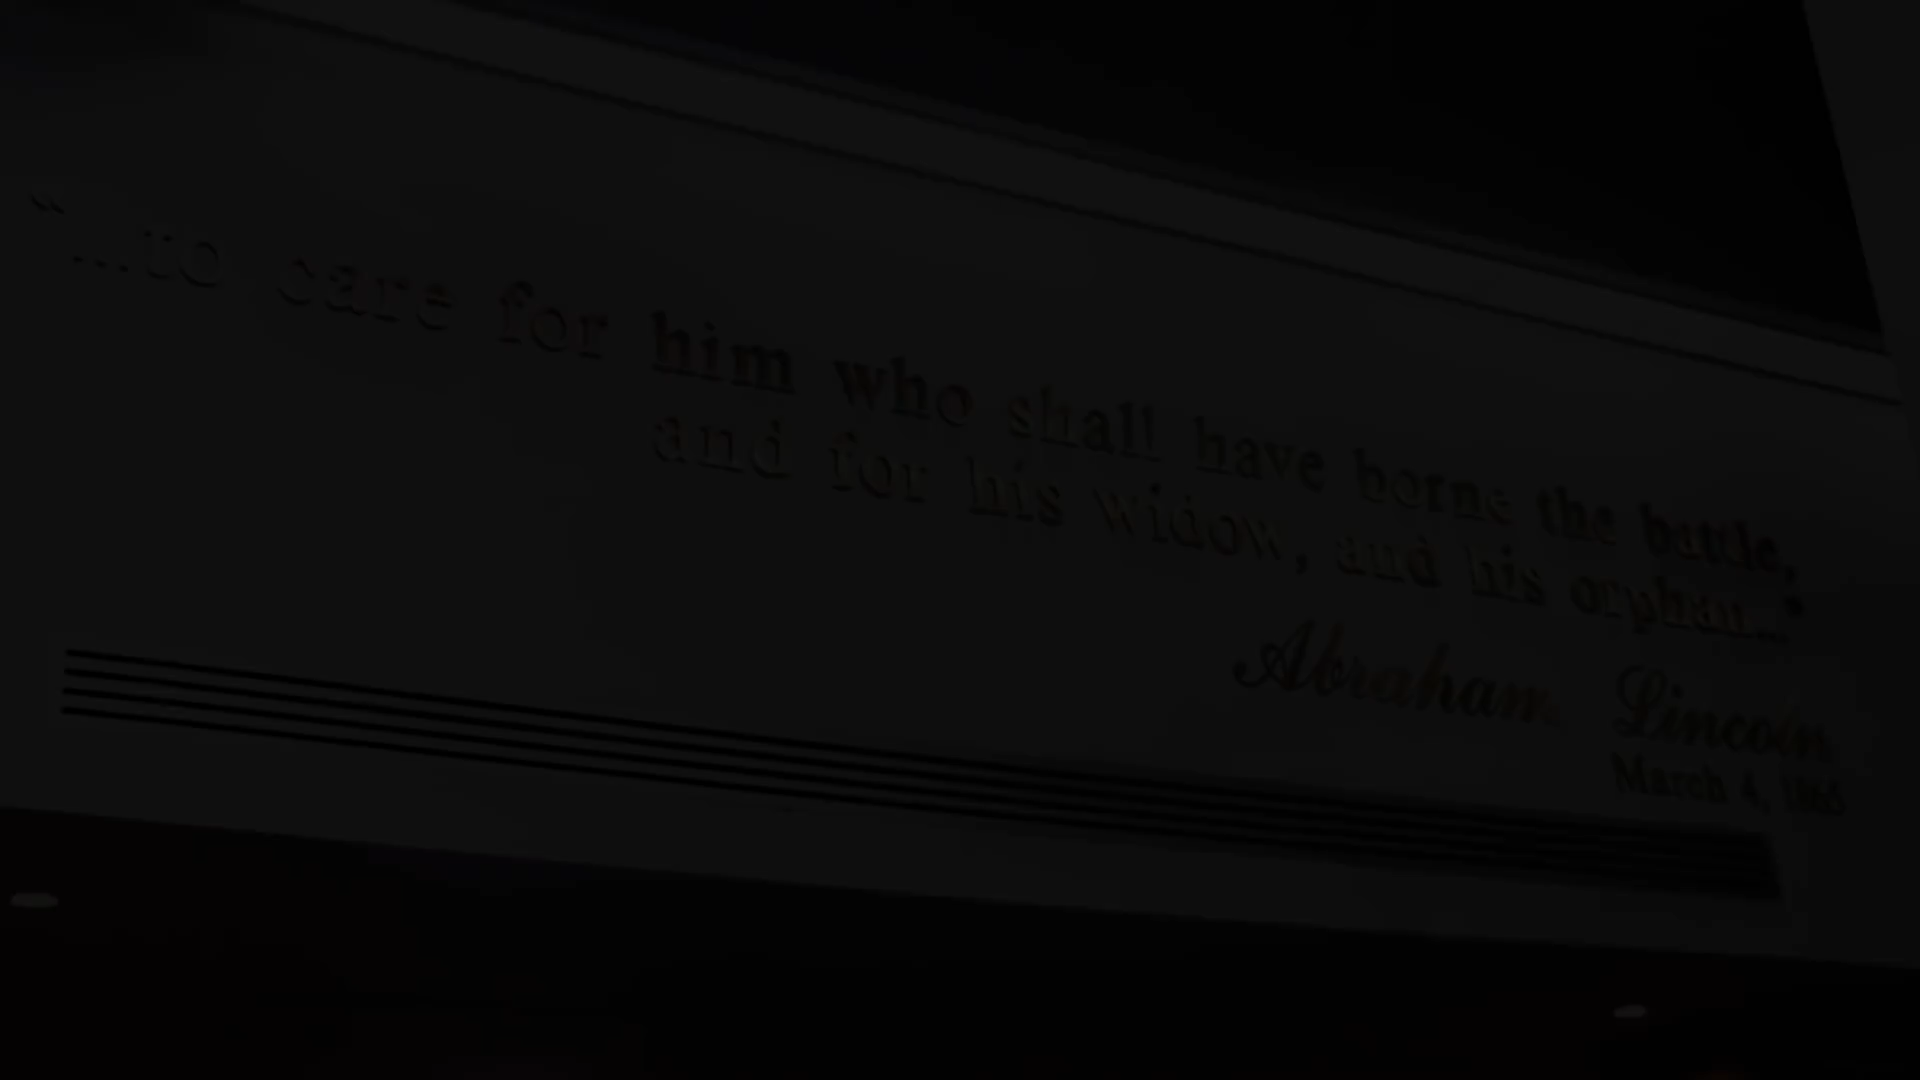 “...to care for him who shall have borne the battle,
and for his widow, and his orphan...”
Abraham Lincoln
March 4, 1865